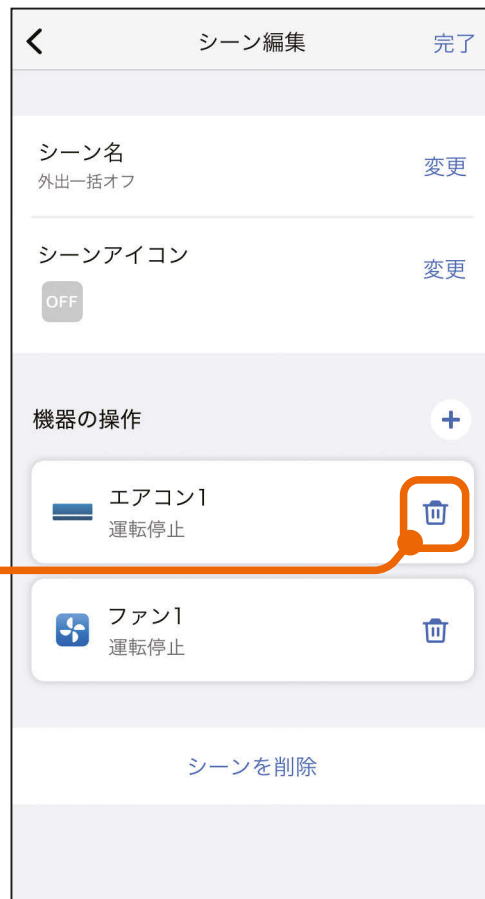 シーン編集
完了
シーン名
外出一括オフ
変更
シーンアイコン
変更
OFF
機器の操作
エアコン1
運転停止
ファン1
運転停止
シーンを削除